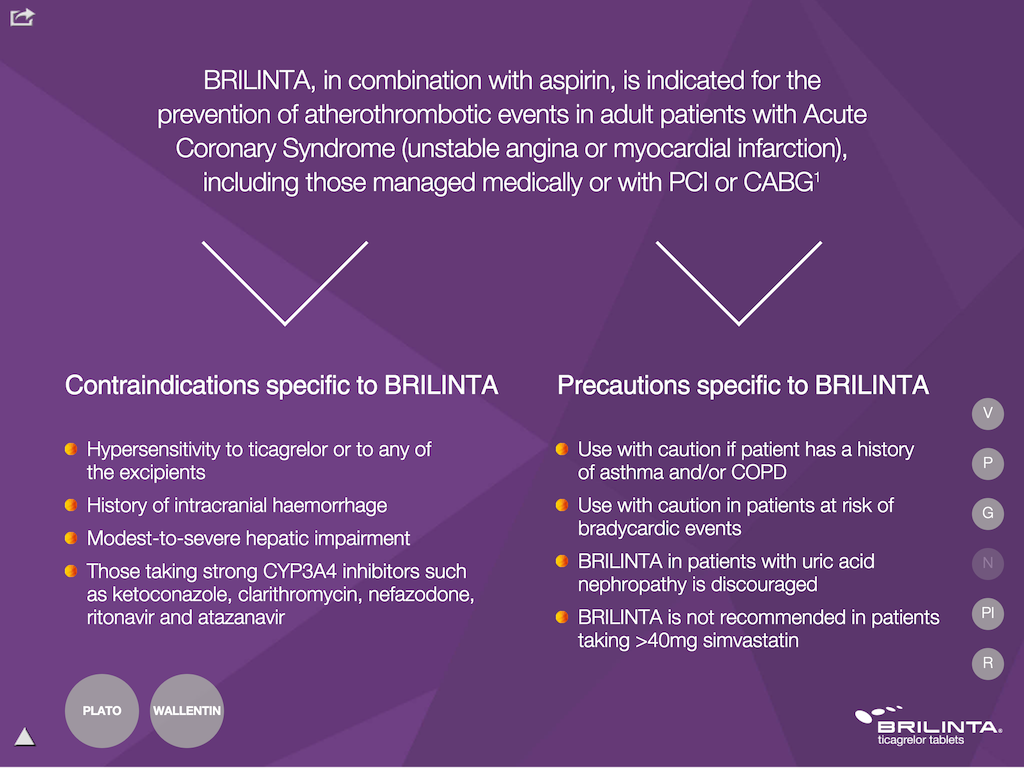 BRILINTA, in combination with aspirin, is indicated for the
prevention of atherothrombotic events in adult patients with Acute
Coronary Syndrome (unstable angina or myocardial infarction),
including those managed medically or with PCI or CABG¹
Contraindications specific to BRILINTA
Hypersensitivity to ticagrelor or to any of
the excipients
History of intracranial haemorrhage
Modest-to-severe hepatic impairment
Those taking strong CYP3A4 inhibitors such
as ketoconazole, clarithromycin, nefazodone,
ritonavir and atazanavir
Precautions specific to BRILINTA
Use with caution if patient has a history
of asthma and/or COPD
Use with caution in patients at risk of
bradycardic events
BRILINTA in patients with uric acid
nephropathy is discouraged
BRILINTA is not recommended in patients
taking >40mg simvastatin
V
P
G
N
PI
R
PLATO
WALLENTIN
BRILINTA®
ticagrelor tablets